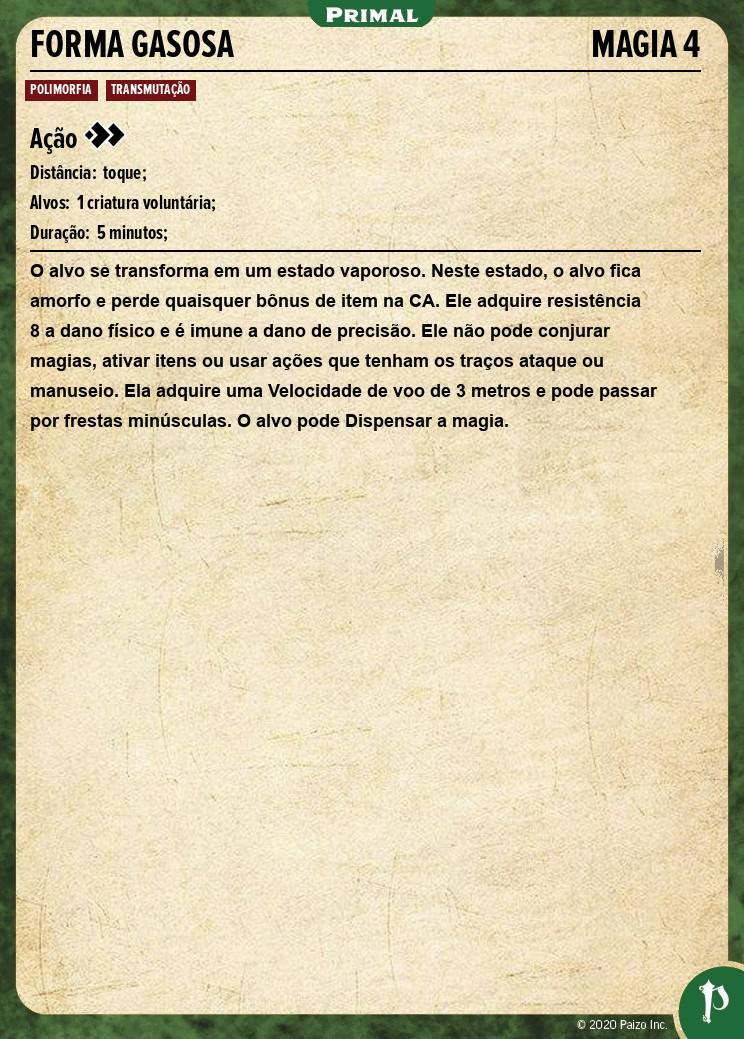 PRIMAL
FORMA GASOSA MAGIA 4
POLIMORFIA TRANSMUTAÇÃO
Ação
Distância: toque;
Alvos: 1 criatura voluntária;
Duração: 5 minutos;
O alvo se transforma em um estado vaporoso. Neste estado, o alvo fica
amorfo e perde quaisquer bônus de item na CA. Ele adquire resistência
8 a dano físico e é imune a dano de precisão. Ele não pode conjurar
magias, ativar itens ou usar ações que tenham os traços ataque ou
manuseio. Ela adquire uma Velocidade de voo de 3 metros e pode passar
por frestas minúsculas. O alvo pode Dispensar a magia.
© 2020 Paizo Inc.
P